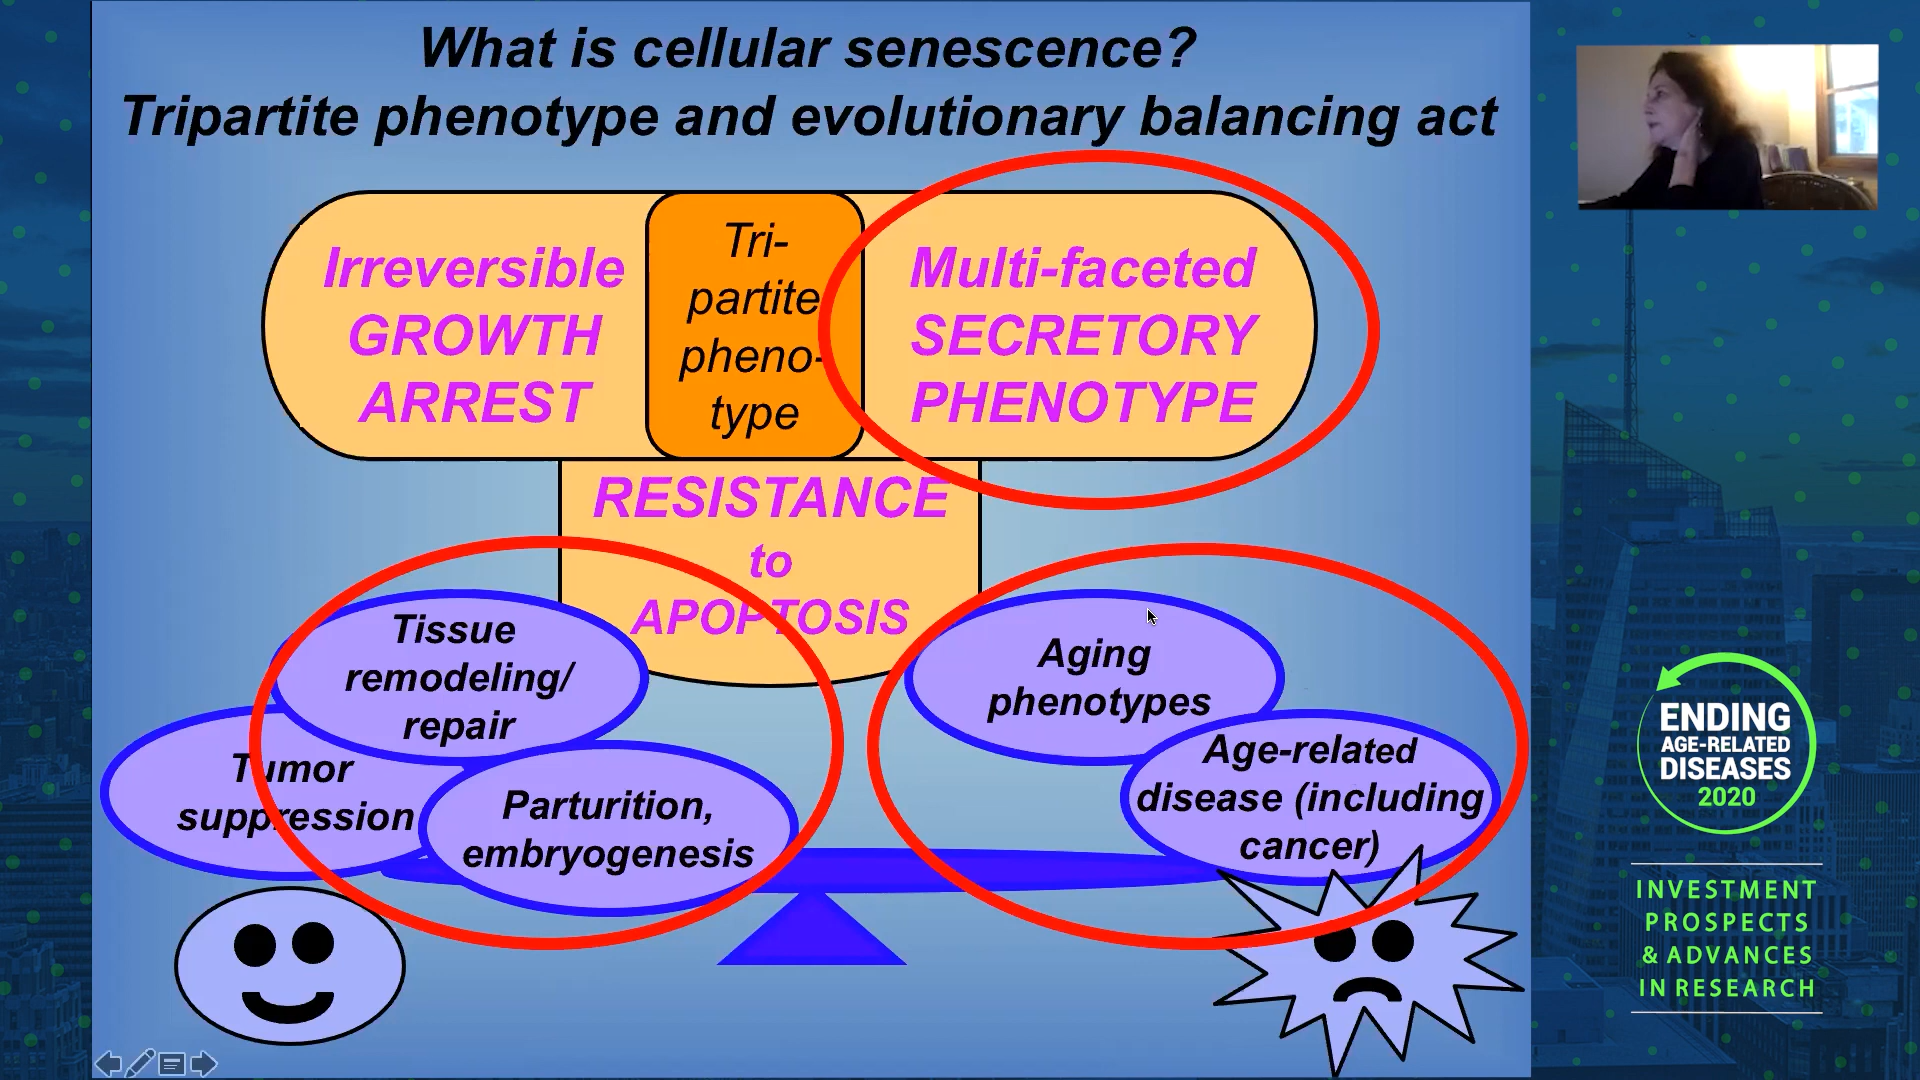 What is cellular senescence?
Tripartite phenotype and evolutionary balancing act
Irreversible
GROWTH
ARREST
Tri-
partite
pheno-
type
Multi-faceted
SECRETORY
PHENOTYPE
RESISTANCE
to
APOPTOSIS
Tissue
remodeling/
repair
Tumor
suppression
Parturition,
embryogenesis
Aging
phenotypes
Age-related
disease (including
cancer)
ENDING
AGE-RELATED
DISEASES
2020
INVESTMENT
PROSPECTS
& ADVANCES
IN RESEARCH